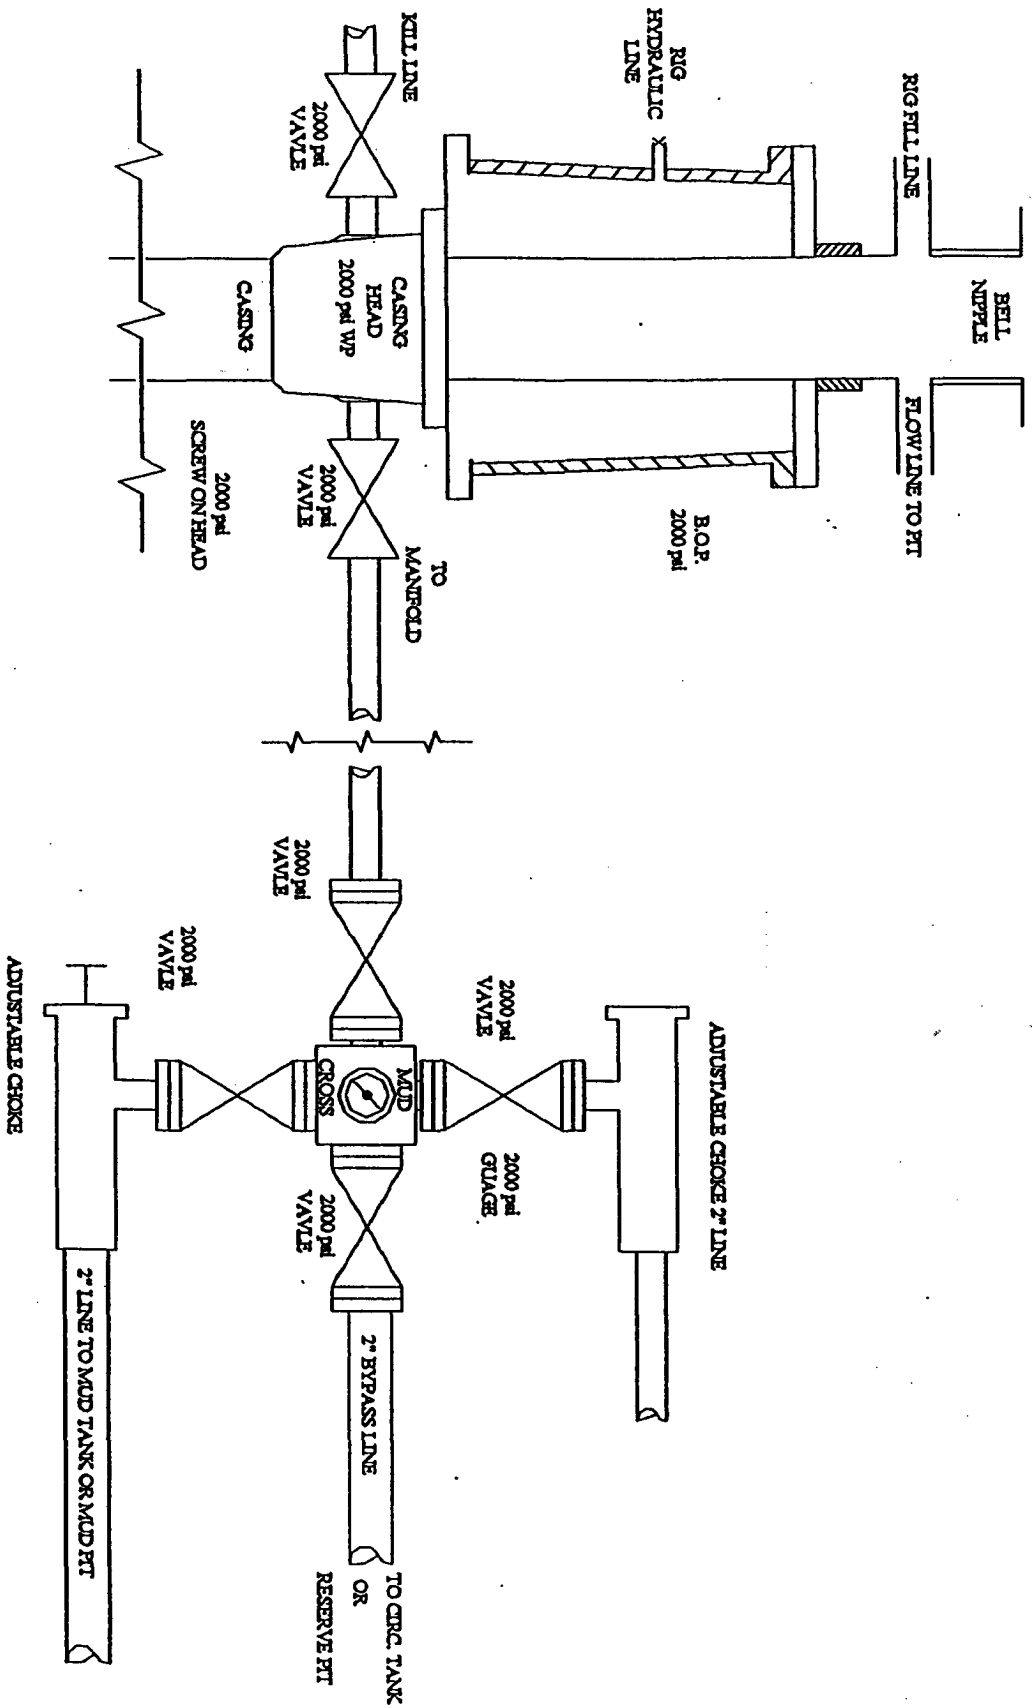 BELL
NIPPLE
RIG FILL LINE
FLOW LINE TO PIT
RIG
HYDRAULIC
LINE
B.O.P.
2000 psi
KILL LINE
2000 psi
VAVLE
CASING
HEAD
2000 psi WP
2000 psi
VAVLE
TO
MANIFOLD
CASING
2000 psi
SCREW ON HEAD
2000 psi
VAVLE
ADJUSTABLE CHOKE 2" LINE
2000 psi
VAVLE
2000 psi
GUAGE
MUD
CROSS
2000 psi
VAVLE
2000 psi
VAVLE
2" BYPASS LINE
TO CIRC. TANK
OR
RESERVE PIT
ADJUSTABLE CHOKE
2" LINE TO MUD TANK OR MUD PIT